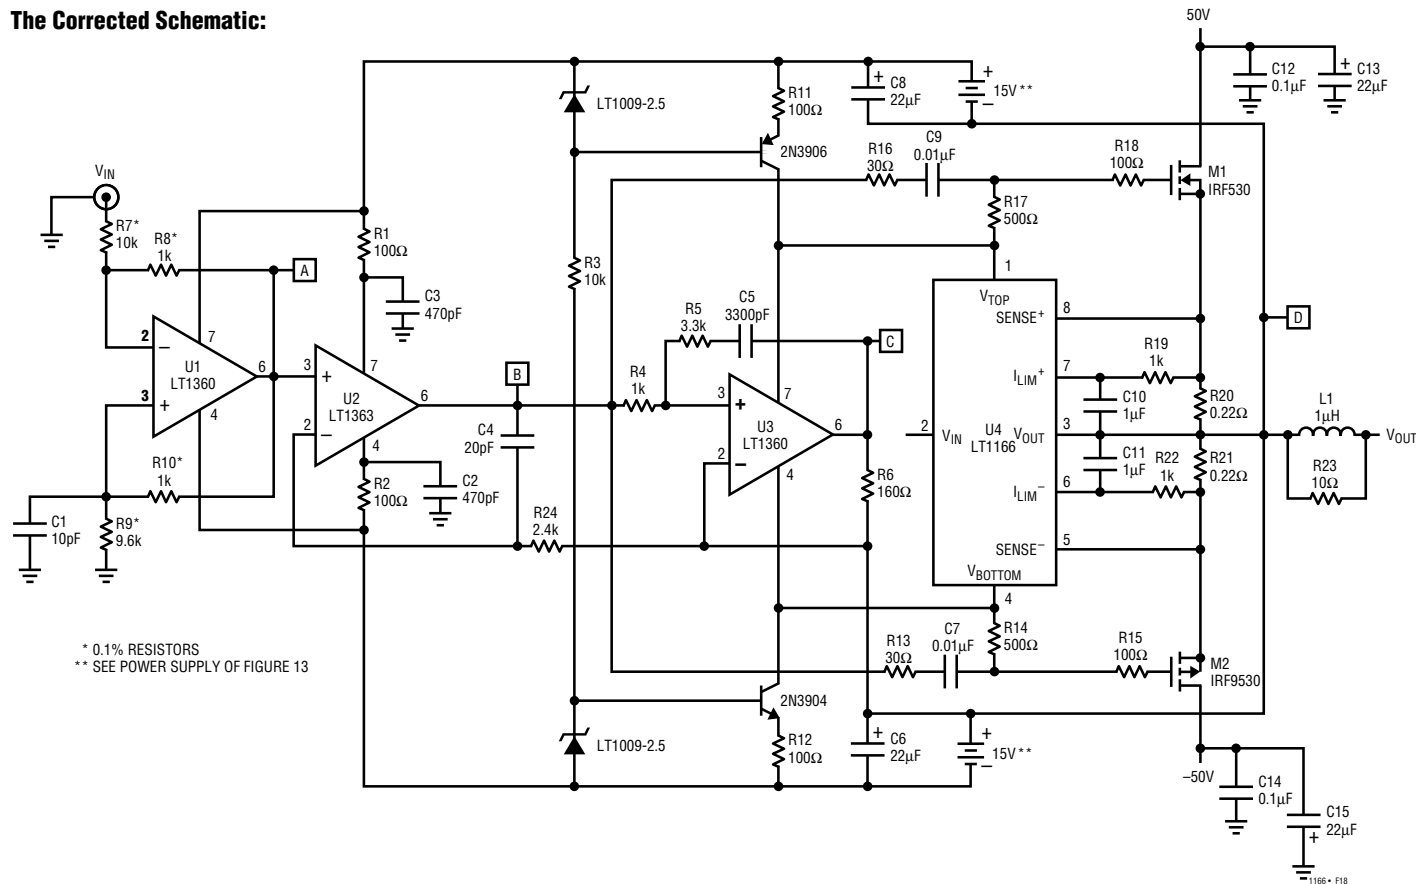 The Corrected Schematic:
50V
C12
0.1µF
+
C13
22µF
LT1009-2.5
R11
100Ω
+
C8
22µF
+
15V**
–
2N3906
R16
30Ω
C9
0.01µF
R18
100Ω
M1
IRF530
VIN
R7*
10k
R8*
1k
A
R1
100Ω
C3
470pF
R3
10k
R17
500Ω
1
VTOP
SENSE+
8
D
2
–
7
U1
LT1360
6
3
+
4
3
+
7
U2
LT1363
6
2
–
4
B
C4
20pF
R5
3.3k
C5
3300pF
C
R4
1k
3
+
7
U3
LT1360
6
2
–
4
7
ILIM+
R19
1k
C10
1µF
R20
0.22Ω
2
VIN
U4
LT1166
VOUT
3
L1
1µH
VOUT
C11
1µF
R22
1k
R21
0.22Ω
R23
10Ω
ILIM–
6
R10*
1k
C1
10pF
R9*
9.6k
R2
100Ω
C2
470pF
R24
2.4k
R6
160Ω
SENSE–
5
VBOTTOM
4
* 0.1% RESISTORS
** SEE POWER SUPPLY OF FIGURE 13
R13
30Ω
C7
0.01µF
R14
500Ω
R15
100Ω
M2
IRF9530
2N3904
LT1009-2.5
R12
100Ω
+
C6
22µF
+
15V**
–
–50V
C14
0.1µF
C15
22µF
+
1166 • F18